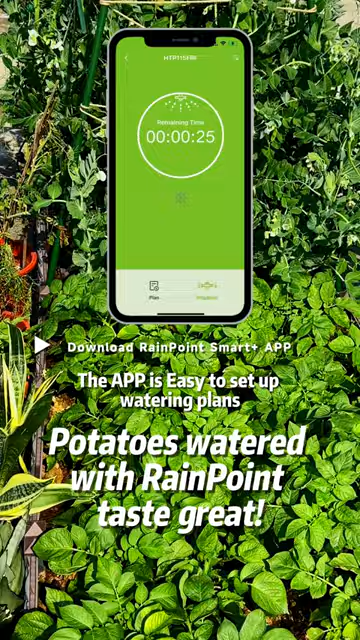 Remaining Time
00:00:25
Plan
Download RainPoint Smart+ APP
The APP is Easy to set up
watering plans
Potatoes watered
with RainPoint
taste great!